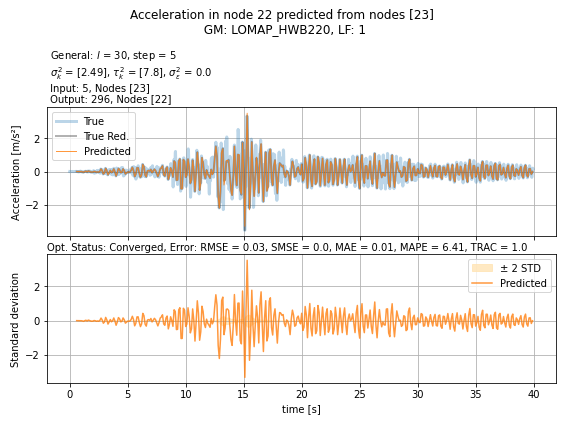 Acceleration in node 22 predicted from nodes [23]
GM: LOMAP_HWB220, LF: 1
General: l = 30, step = 5
σ²ₖ = [2.49], τ²ₖ = [7.8], σ²ε = 0.0
Input: 5, Nodes [23]
Output: 296, Nodes [22]
Acceleration [m/s²]
2
0
−2
True
True Red.
Predicted
Opt. Status: Converged, Error: RMSE = 0.03, SMSE = 0.0, MAE = 0.01, MAPE = 6.41, TRAC = 1.0
Standard deviation
2
0
−2
± 2 STD
Predicted
0 5 10 15 20 25 30 35 40
time [s]